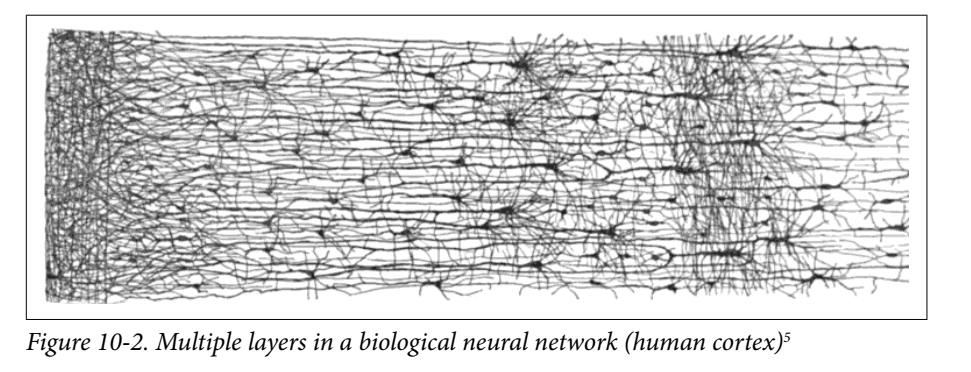 Figure 10-2. Multiple layers in a biological neural network (human cortex)⁵